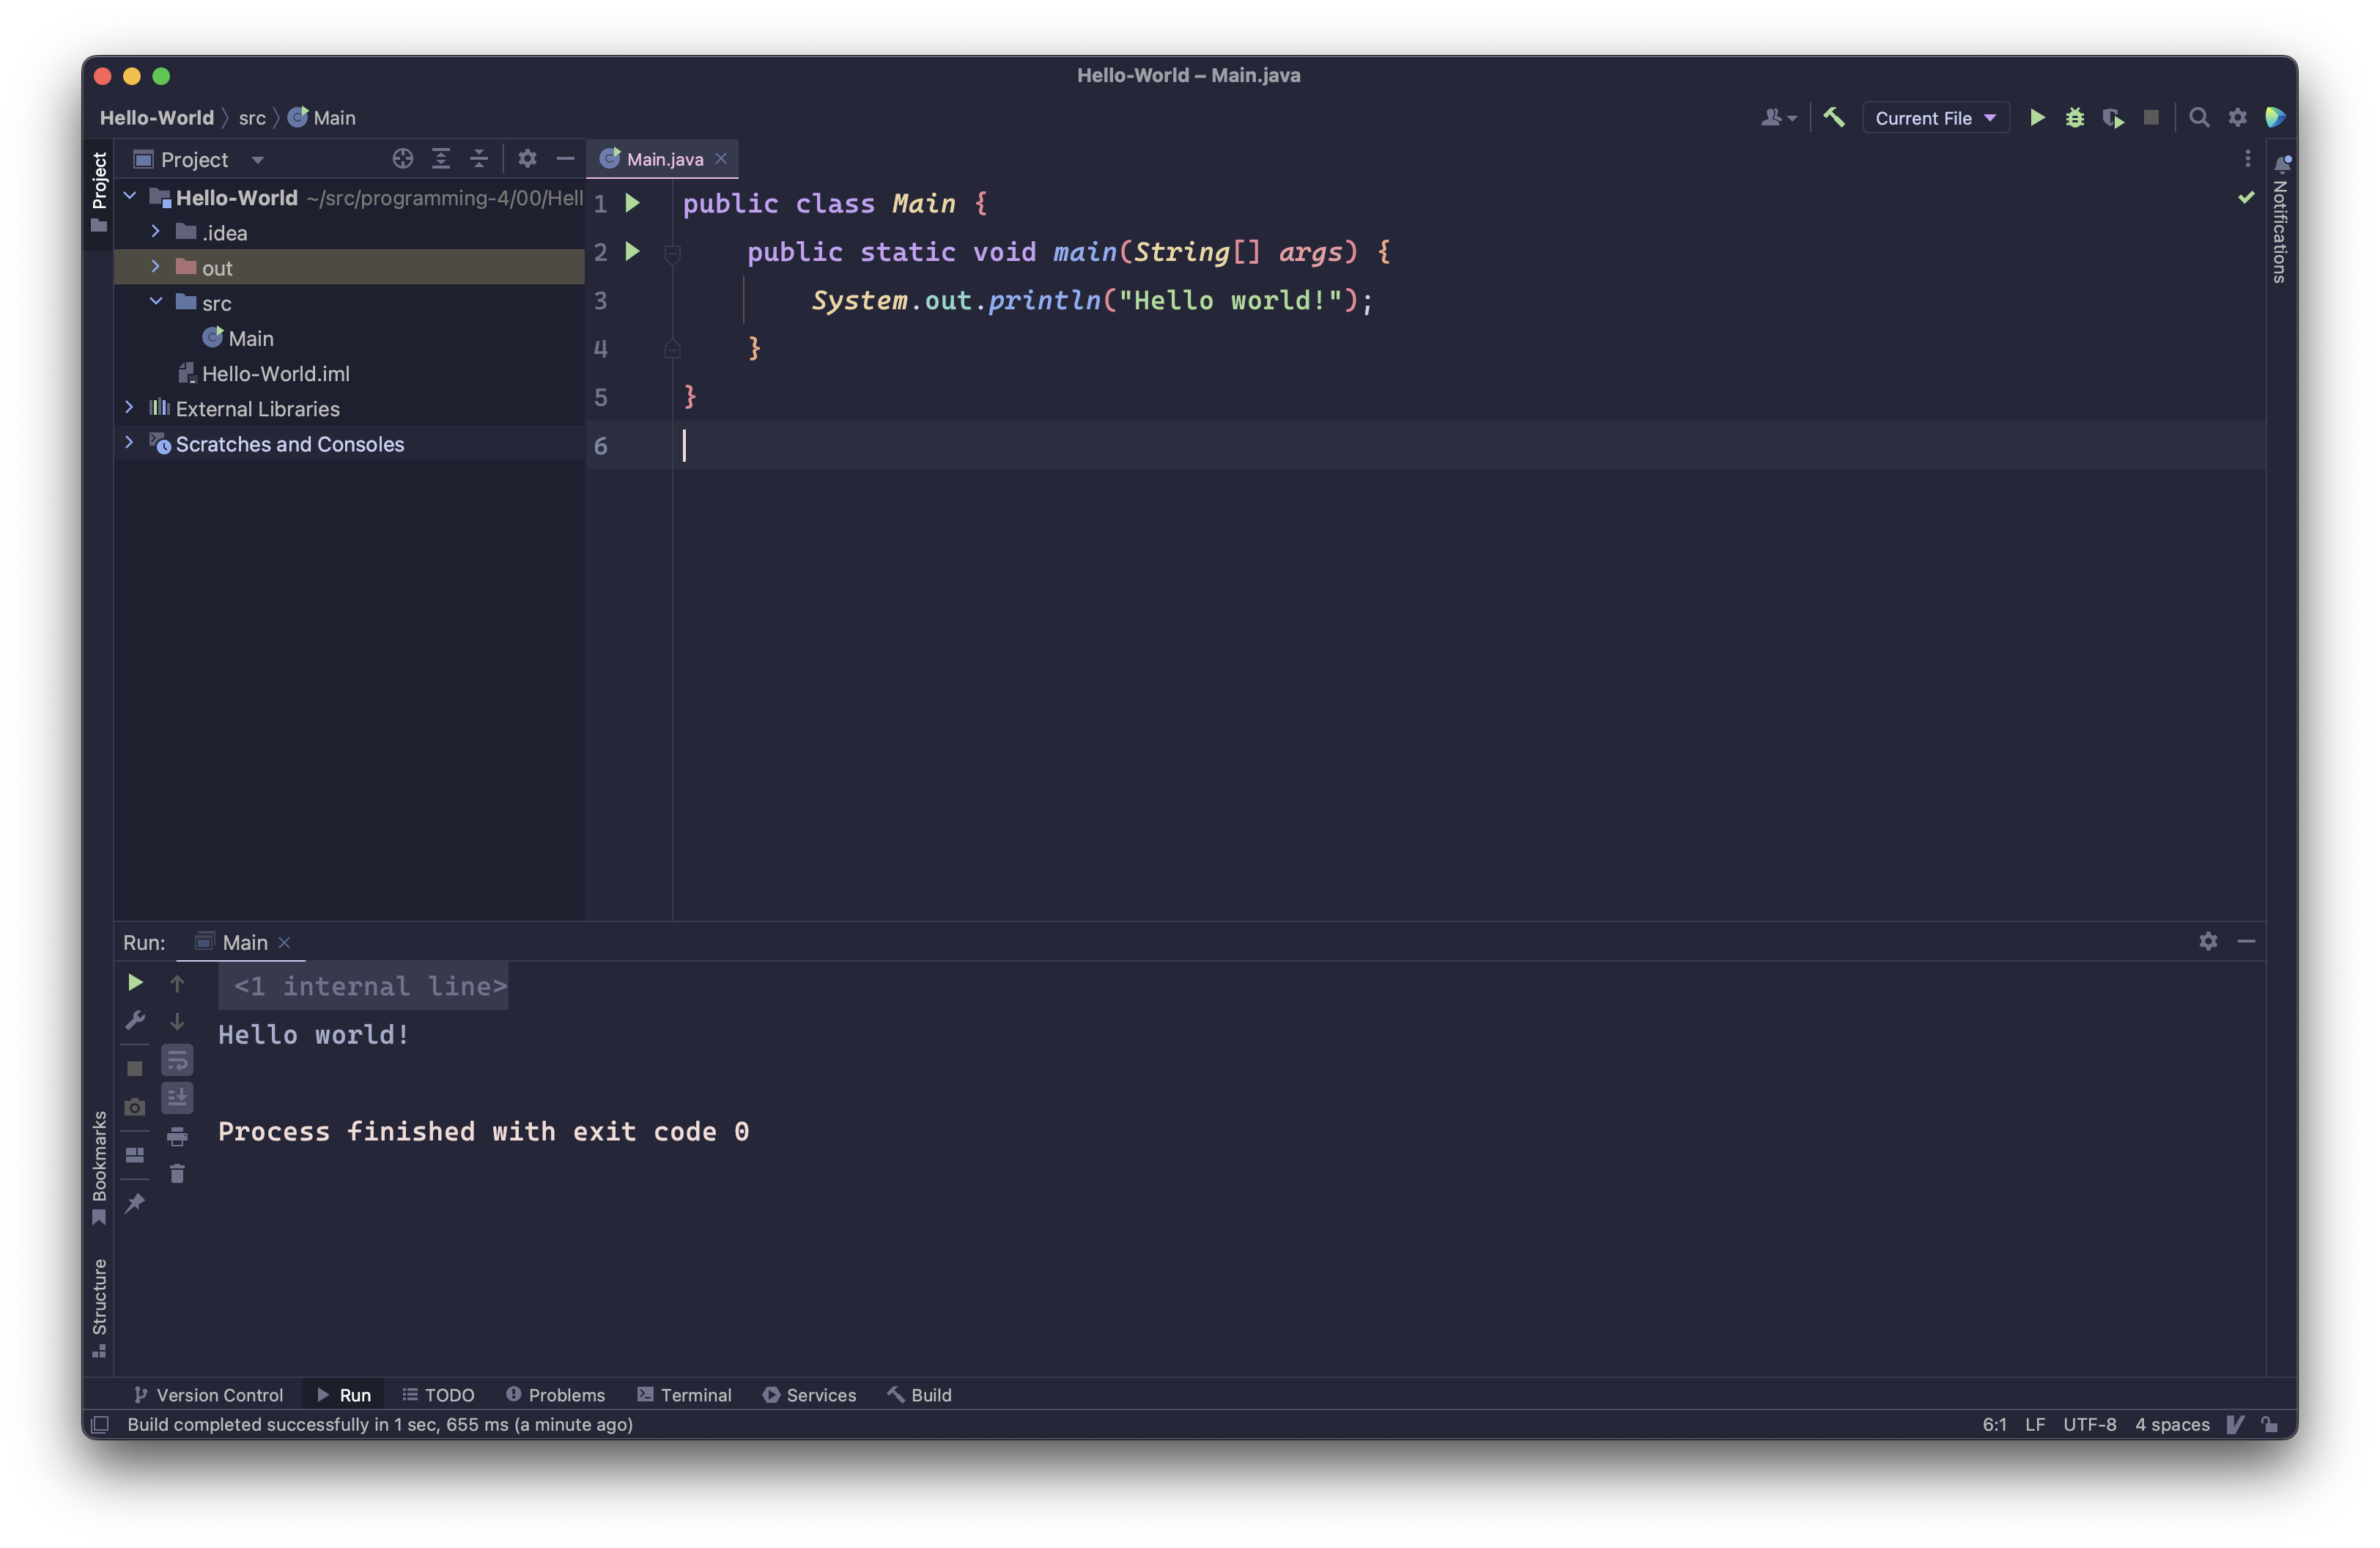 Hello-World – Main.java
Hello-World 〉 src 〉 Main
Current File
Project
Project
Main.java
Notifications
Hello-World ~/src/programming-4/00/Hell
.idea
out
src
Main
Hello-World.iml
External Libraries
Scratches and Consoles
1 public class Main {
2     public static void main(String[] args) {
3         System.out.println("Hello world!");
4     }
5 }
6
Run: Main
<1 internal line>
Hello world!
Process finished with exit code 0
Bookmarks
Structure
Version Control Run TODO Problems Terminal Services Build
Build completed successfully in 1 sec, 655 ms (a minute ago) 6:1 LF UTF-8 4 spaces